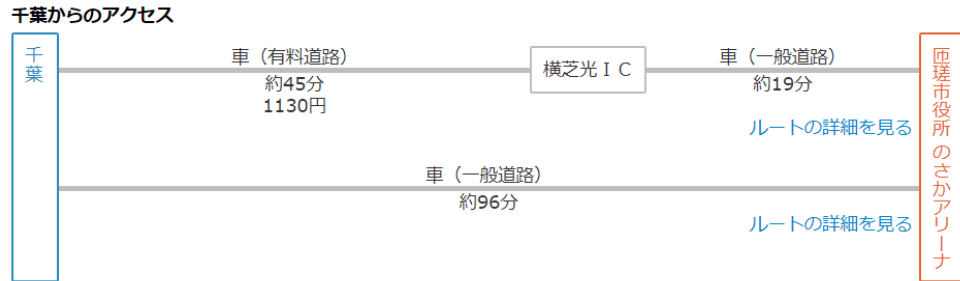 千葉からのアクセス
千葉
車（有料道路）
約45分
1130円
横芝光ＩＣ
車（一般道路）
約19分
ルートの詳細を見る
車（一般道路）
約96分
ルートの詳細を見る
匝瑳市役所 のさかアリーナ